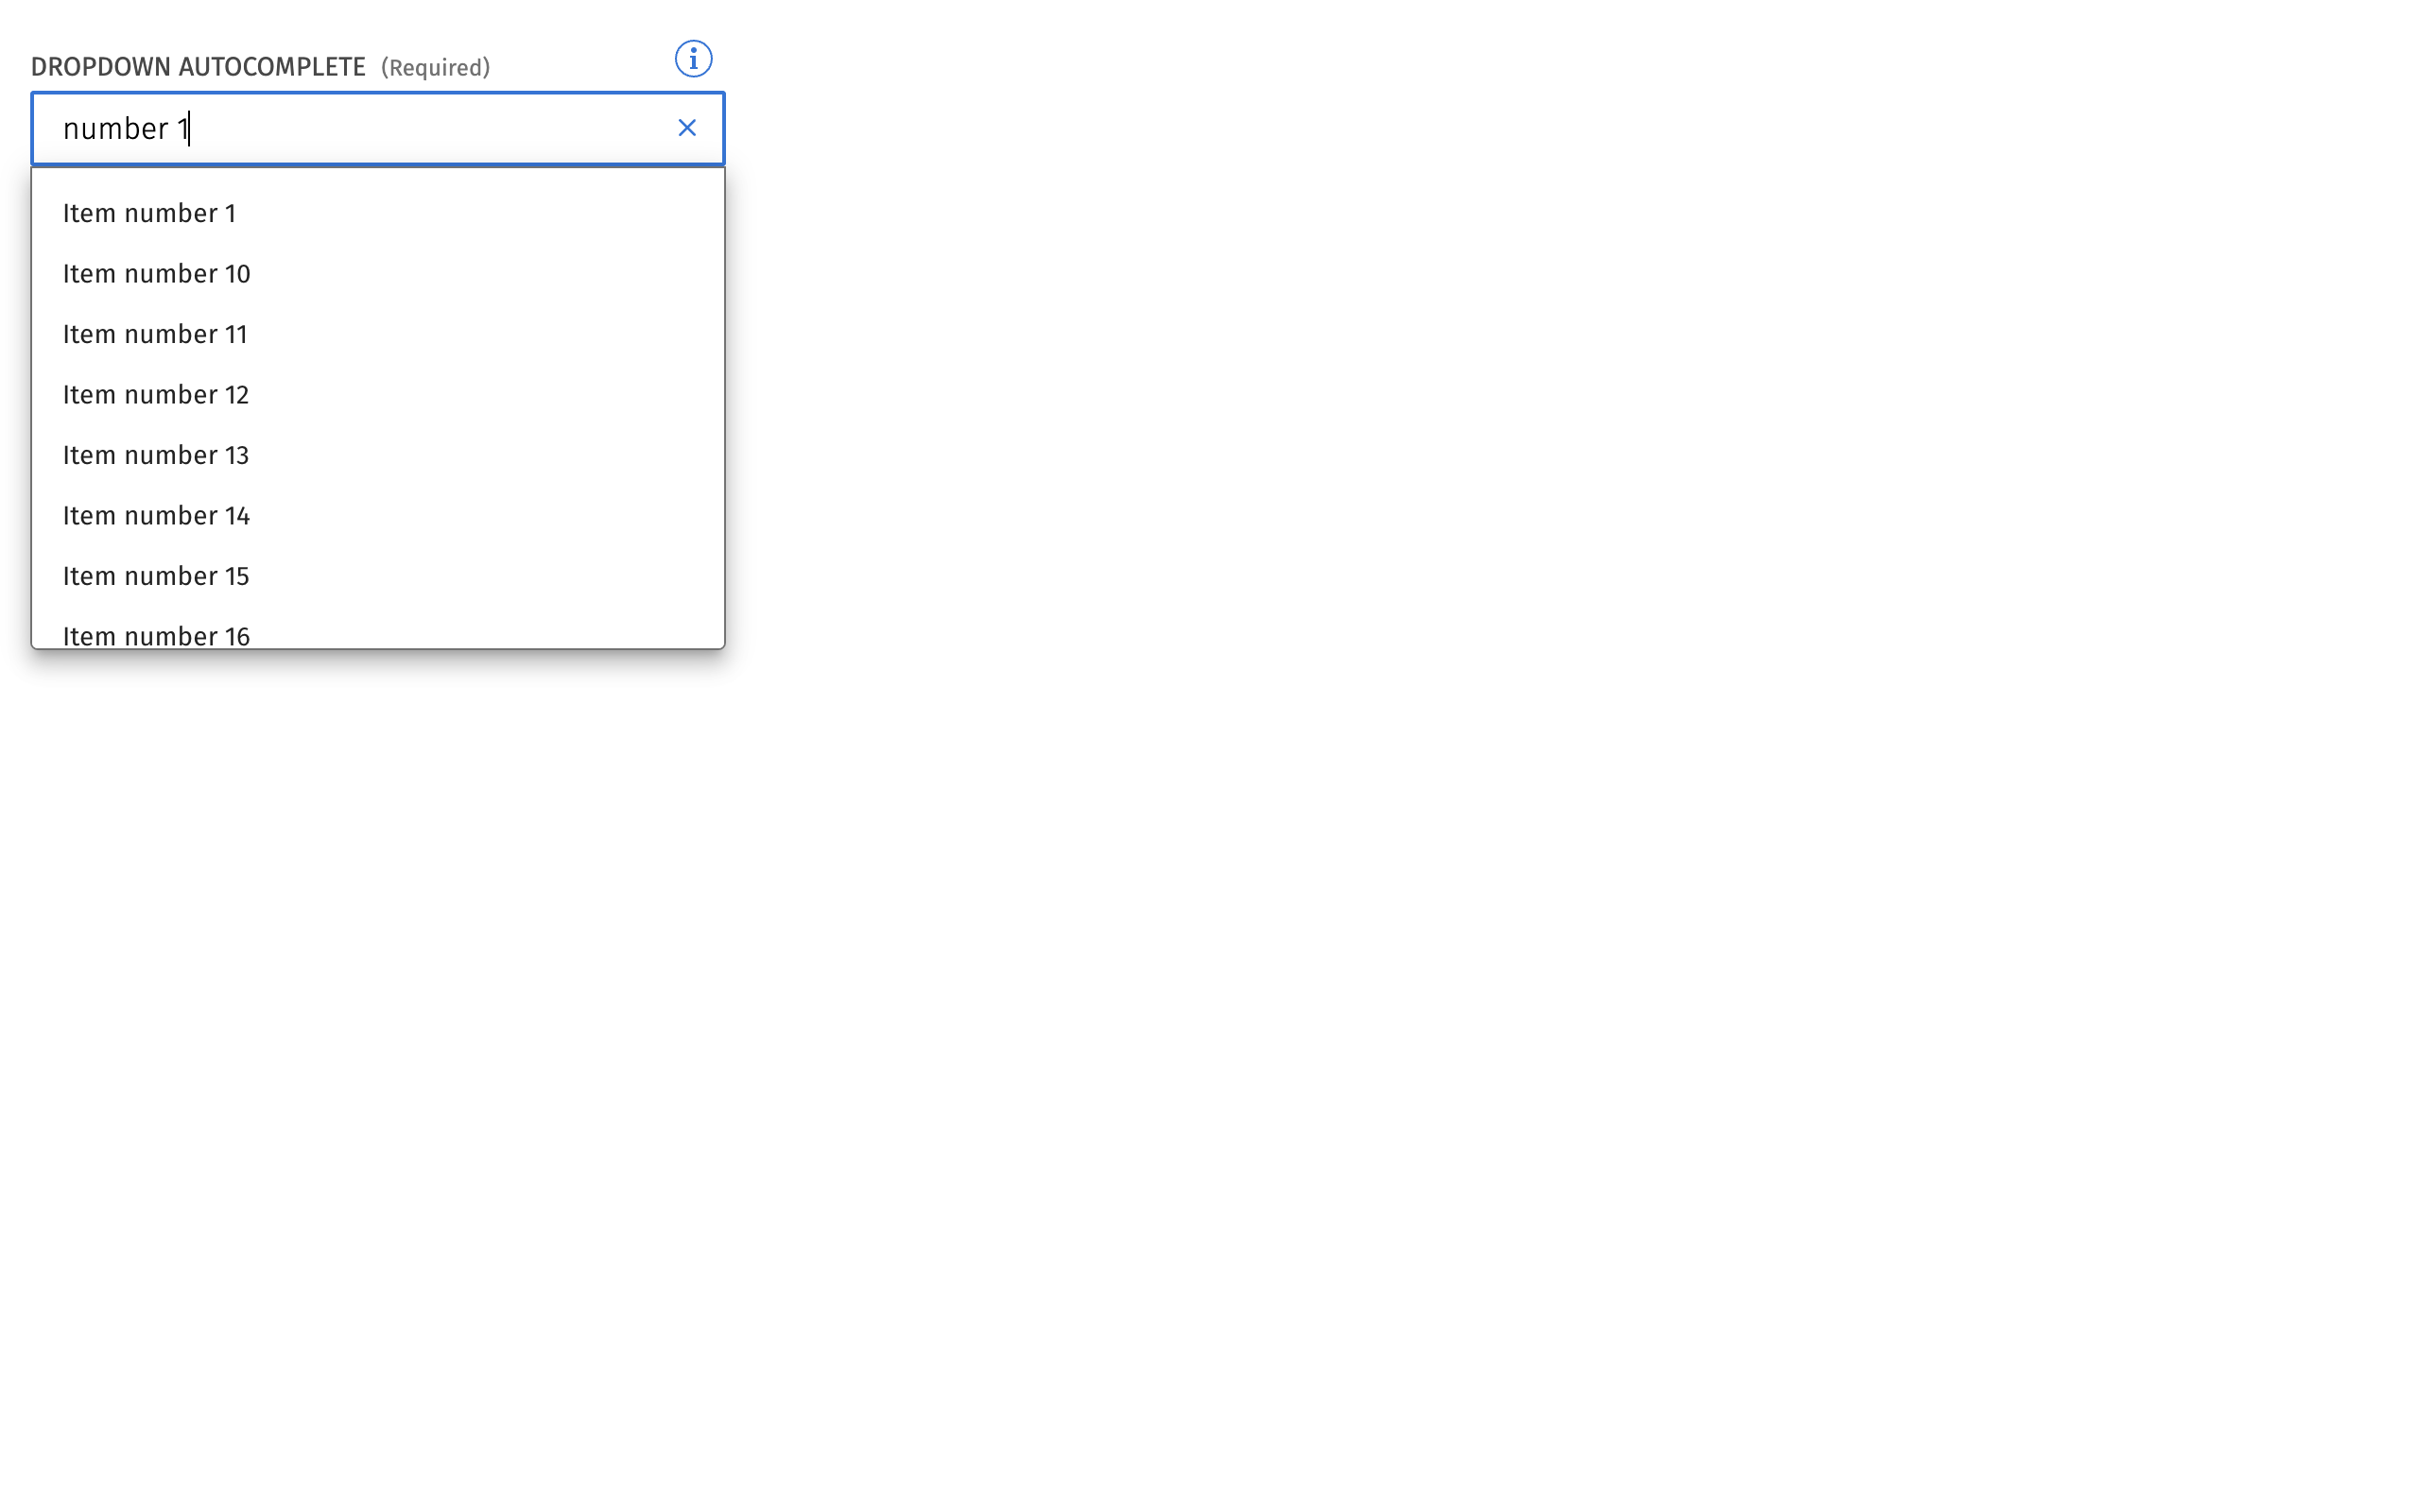 DROPDOWN AUTOCOMPLETE (Required)
number 1
Item number 1
Item number 10
Item number 11
Item number 12
Item number 13
Item number 14
Item number 15
Item number 16